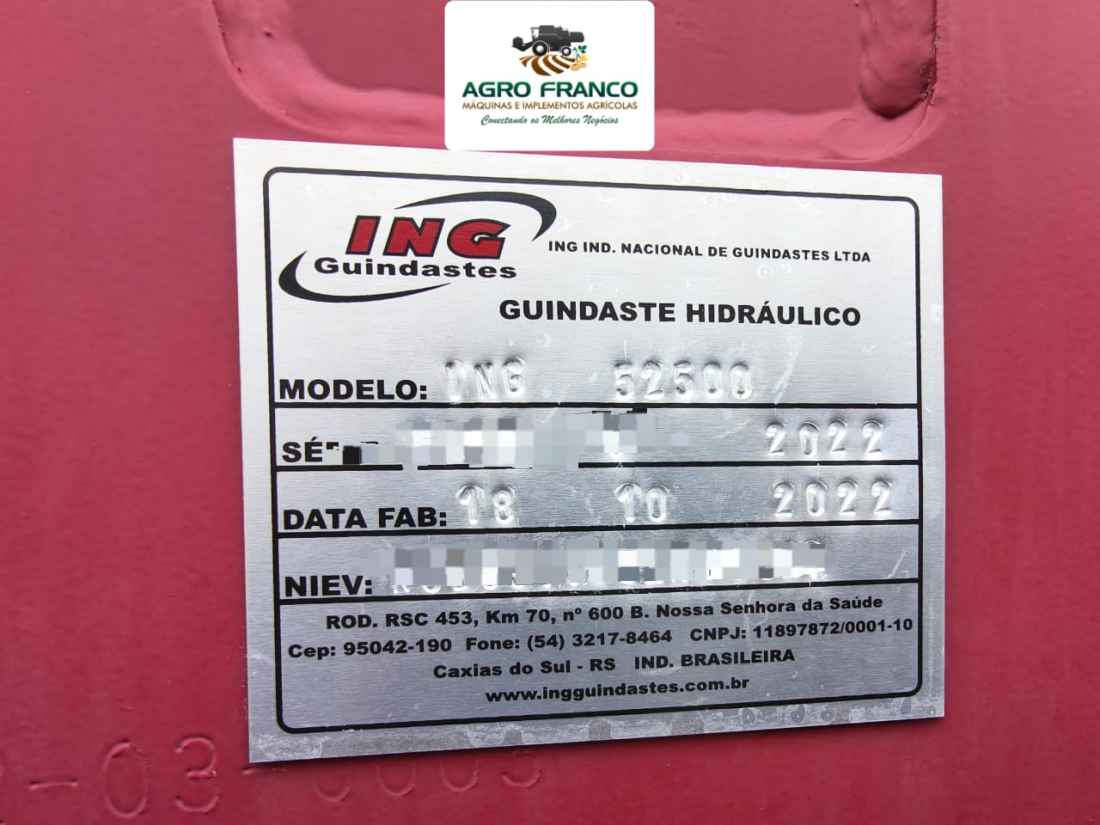 AGRO FRANCO
MÁQUINAS E IMPLEMENTOS AGRÍCOLAS
Conectando os Melhores Negócios
ING
Guindastes
ING IND. NACIONAL DE GUINDASTES LTDA
GUINDASTE HIDRÁULICO
MODELO: ING 52500
2022
DATA FAB: 18 10 2022
NIEV:
ROD. RSC 453, Km 70, nº 600 B. Nossa Senhora da Saúde
Cep: 95042-190 Fone: (54) 3217-8464 CNPJ: 11897872/0001-10
Caxias do Sul - RS IND. BRASILEIRA
www.ingguindastes.com.br